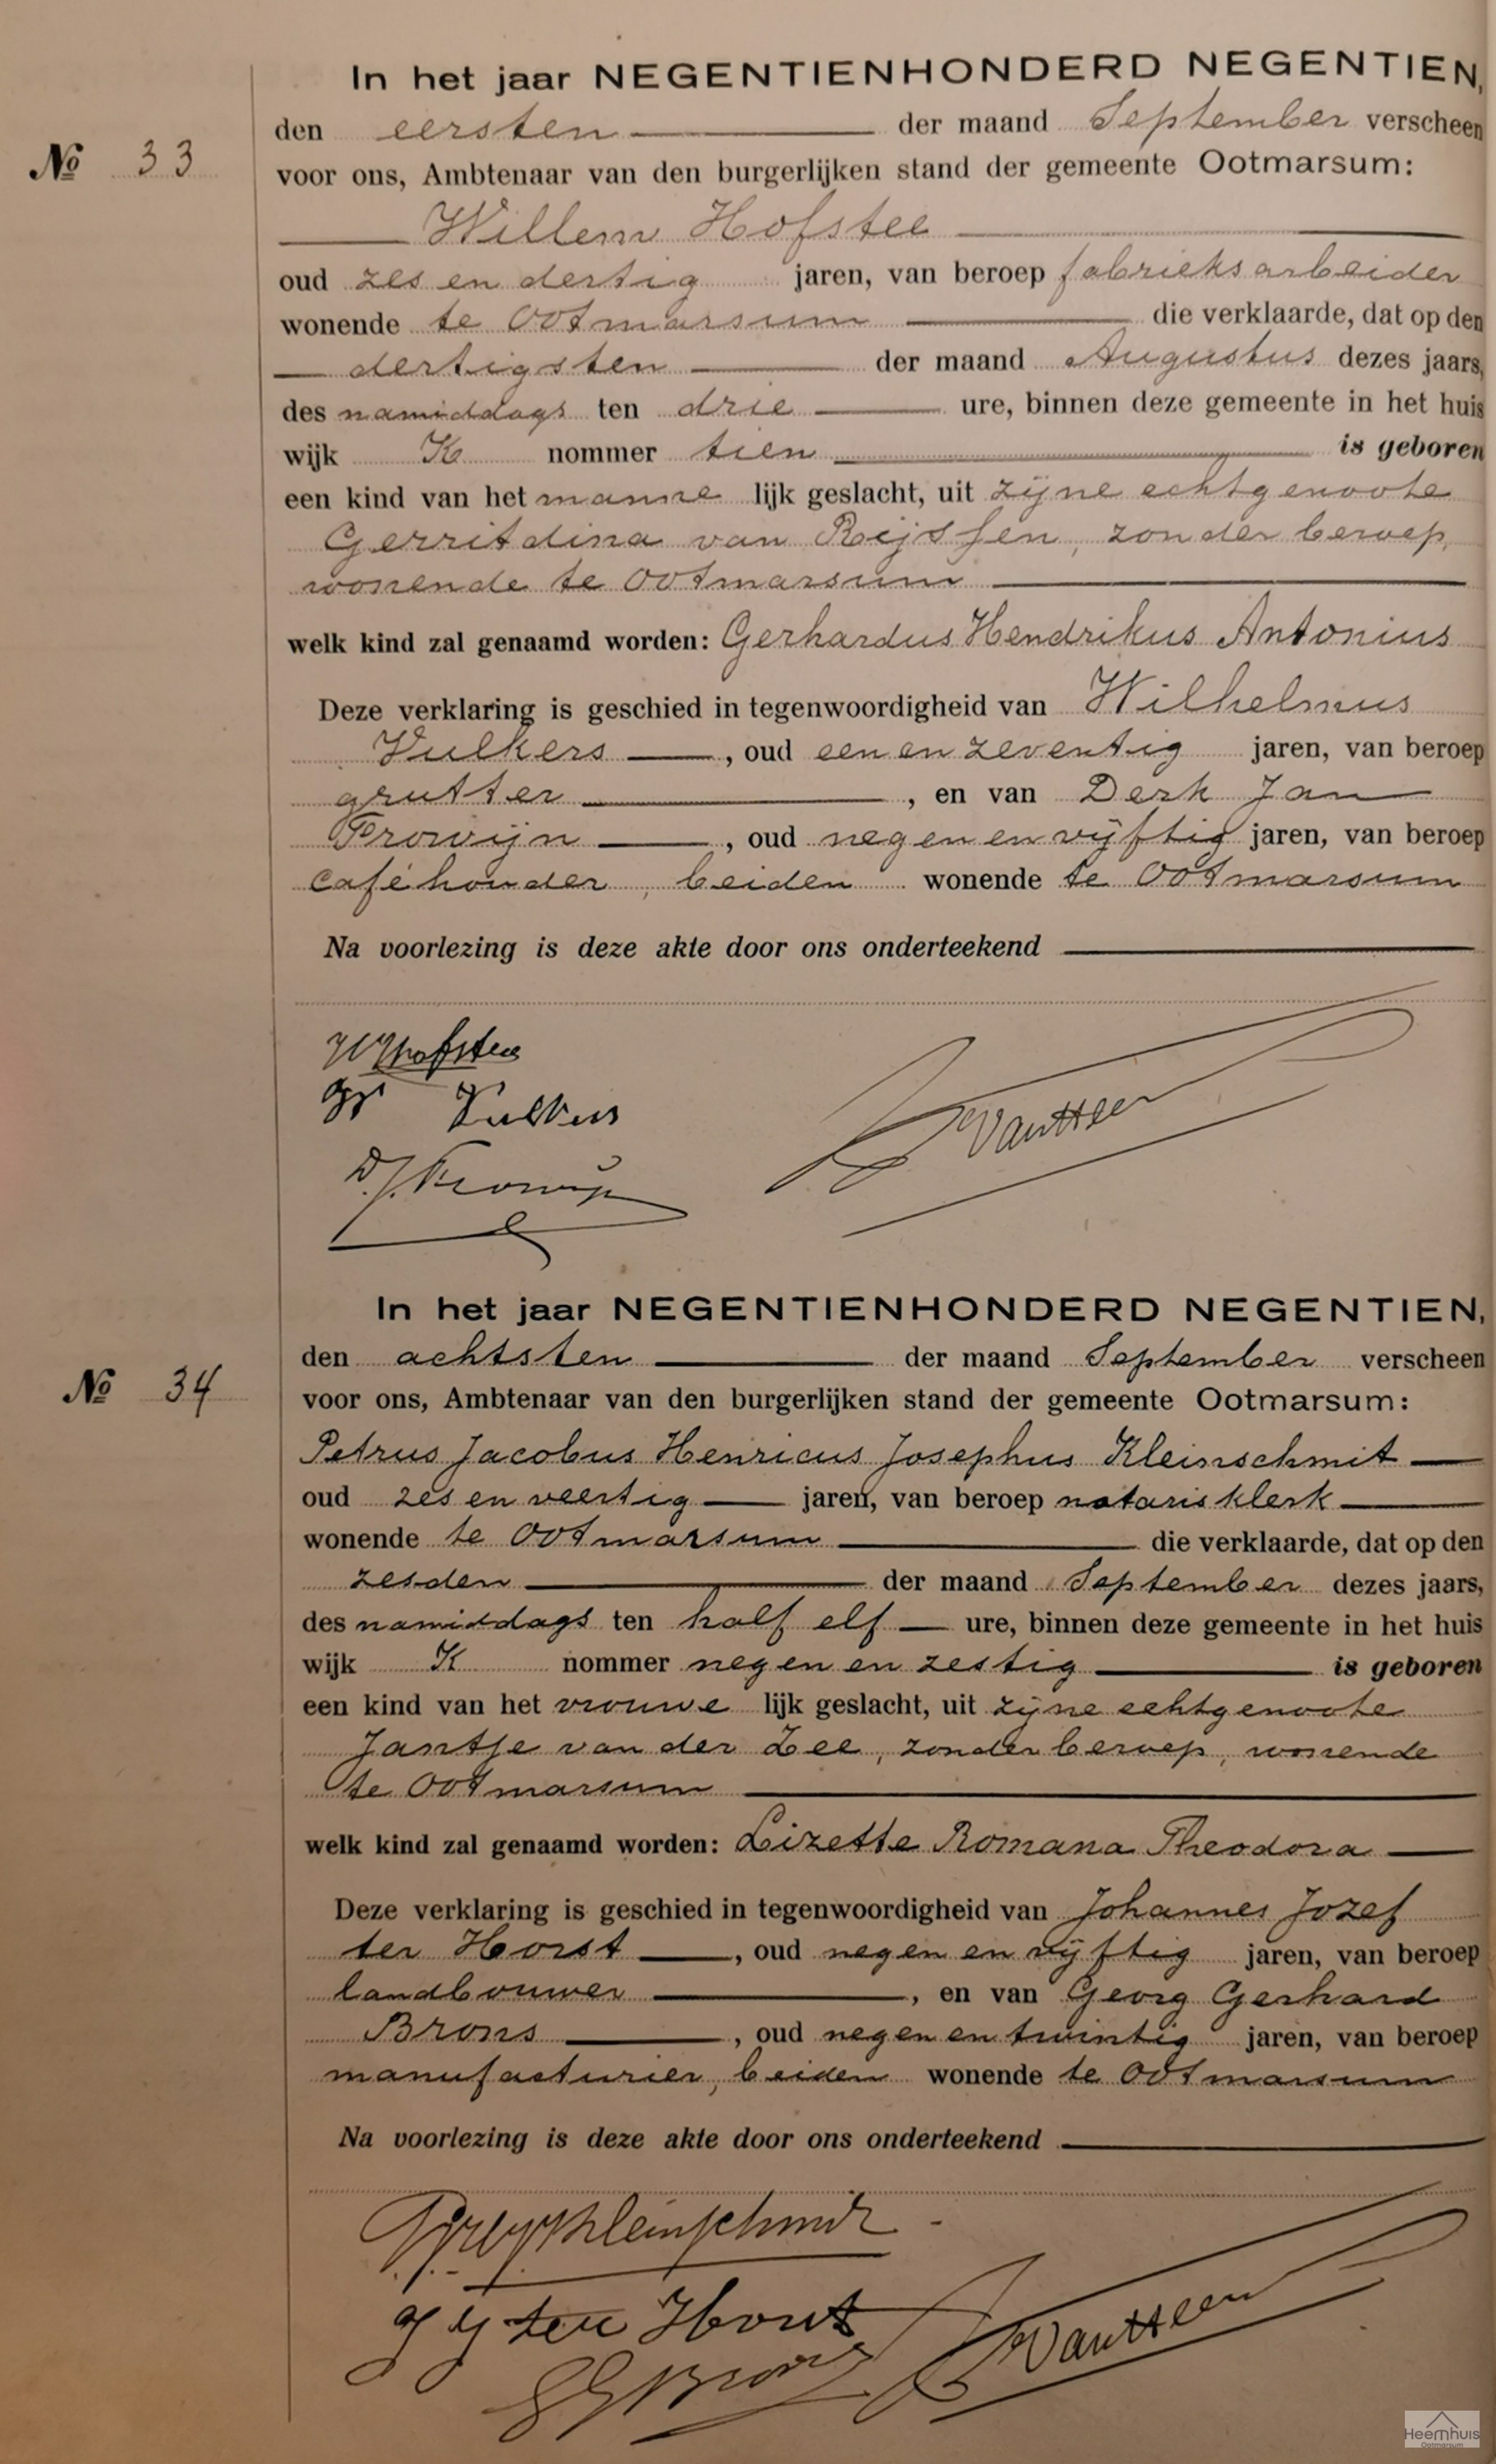 In het jaar NEGENTIENHONDERD NEGENTIEN,
den eersten der maand September verscheen
No 33
voor ons, Ambtenaar van den burgerlijken stand der gemeente Ootmarsum:
Willem Hofstee
oud zes en dertig jaren, van beroep fabrieksarbeider
wonende te Ootmarsum die verklaarde, dat op den
dertigsten der maand Augustus dezes jaars,
des namiddags ten drie ure, binnen deze gemeente in het huis
wijk K nommer tien is geboren
een kind van het manne lijk geslacht, uit zijne echtgenoote
Gerritdina van Reijssen, zonder beroep,
wonende te Ootmarsum
welk kind zal genaamd worden: Gerhardus Hendrikus Antonius
Deze verklaring is geschied in tegenwoordigheid van Wilhelmus
Vulkers, oud een en zeventig jaren, van beroep
grutter, en van Derk Jan
Frowijn, oud negen en vijftig jaren, van beroep
caféhouder, beiden wonende te Ootmarsum
Na voorlezing is deze akte door ons onderteekend
W Hofstee
W Vulkers
D.J. Frowijn
In het jaar NEGENTIENHONDERD NEGENTIEN,
den achtsten der maand September verscheen
No 34
voor ons, Ambtenaar van den burgerlijken stand der gemeente Ootmarsum:
Petrus Jacobus Henricus Josephus Kleinschmit
oud zes en veertig jaren, van beroep notarisklerk
wonende te Ootmarsum die verklaarde, dat op den
zesden der maand September dezes jaars,
des namiddags ten half elf ure, binnen deze gemeente in het huis
wijk K nommer negen en zestig is geboren
een kind van het vrouwe lijk geslacht, uit zijne echtgenoote
Jantje van der Zee, zonder beroep, wonende
te Ootmarsum
welk kind zal genaamd worden: Lizette Romana Theodora
Deze verklaring is geschied in tegenwoordigheid van Johannes Jozef
ter Horst, oud negen en vijftig jaren, van beroep
landbouwer, en van Georg Gerhard
Brons, oud negen en twintig jaren, van beroep
manufacturier, beiden wonende te Ootmarsum
Na voorlezing is deze akte door ons onderteekend
Kleinschmit
J J ter Horst
GG Brons
Heemhuis
Ootmarsum